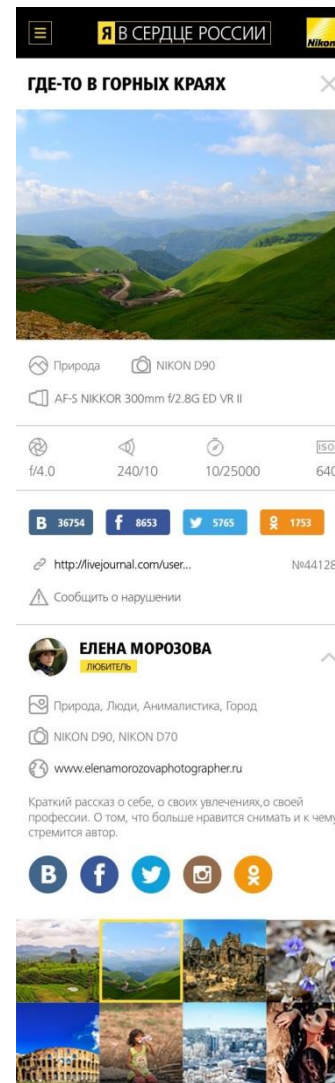 Я В СЕРДЦЕ РОССИИ
Nikon
ГДЕ-ТО В ГОРНЫХ КРАЯХ
Природа NIKON D90
AF-S NIKKOR 300mm f/2.8G ED VR II
ISO
f/4.0 240/10 10/25000 640
В 36754 f 8653 5765 1753
http://livejournal.com/user... №44128
Сообщить о нарушении
ЕЛЕНА МОРОЗОВА
ЛЮБИТЕЛЬ
Природа, Люди, Анималистика, Город
NIKON D90, NIKON D70
www.elenamorozovaphotographer.ru
Краткий рассказ о себе, о своих увлечениях,о своей
профессии. О том, что больше нравится снимать и к чему
стремится автор.
В f